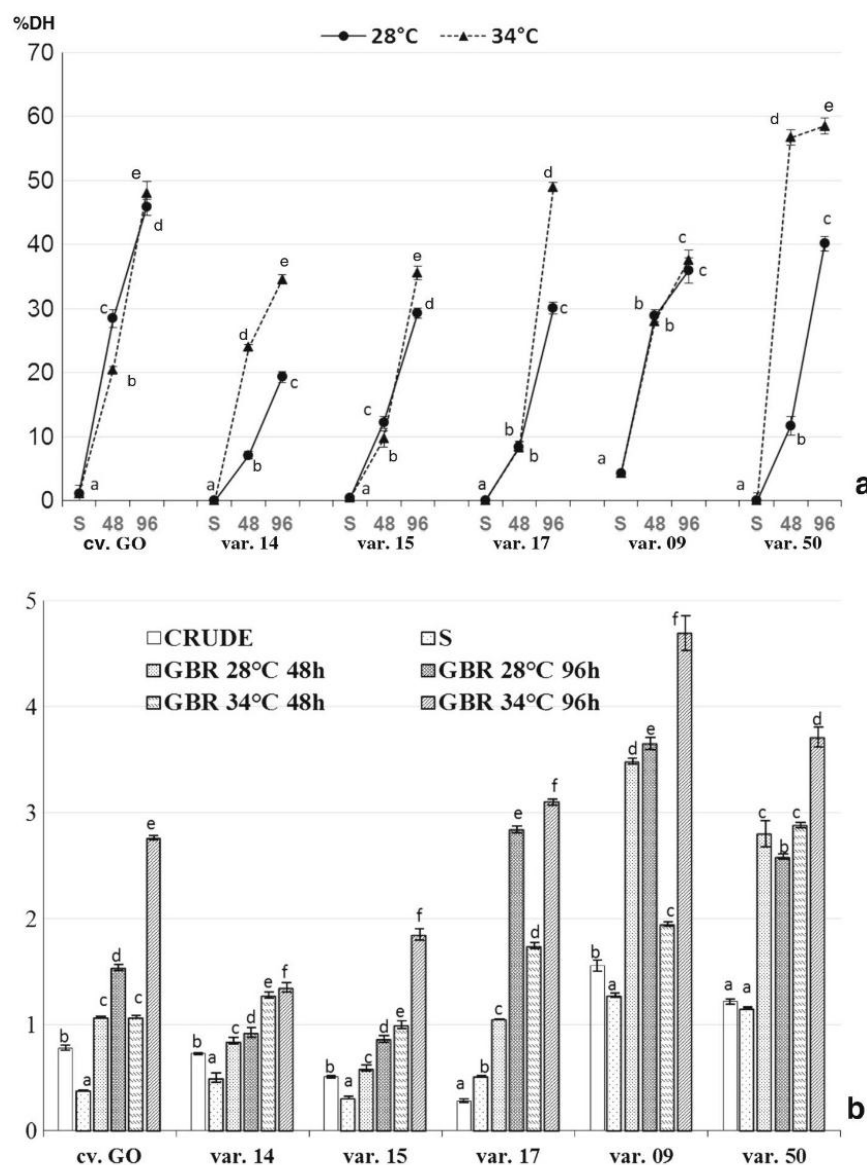 %DH
28°C 34°C
70
60
50
40
30
20
10
0
a c d b e
a b c d e
a c d b e
a b c b d
a b c b c
a b c d e
S 48 96 S 48 96 S 48 96 S 48 96 S 48 96 S 48 96
cv. GO var. 14 var. 15 var. 17 var. 09 var. 50
a
5
4
3
2
1
0
CRUDE S
GBR 28°C 48h GBR 28°C 96h
GBR 34°C 48h GBR 34°C 96h
b a c d c e
b a c d e f
b a c d e f
a b c e d f
b a d e c f
a a c b c d
cv. GO var. 14 var. 15 var. 17 var. 09 var. 50
b